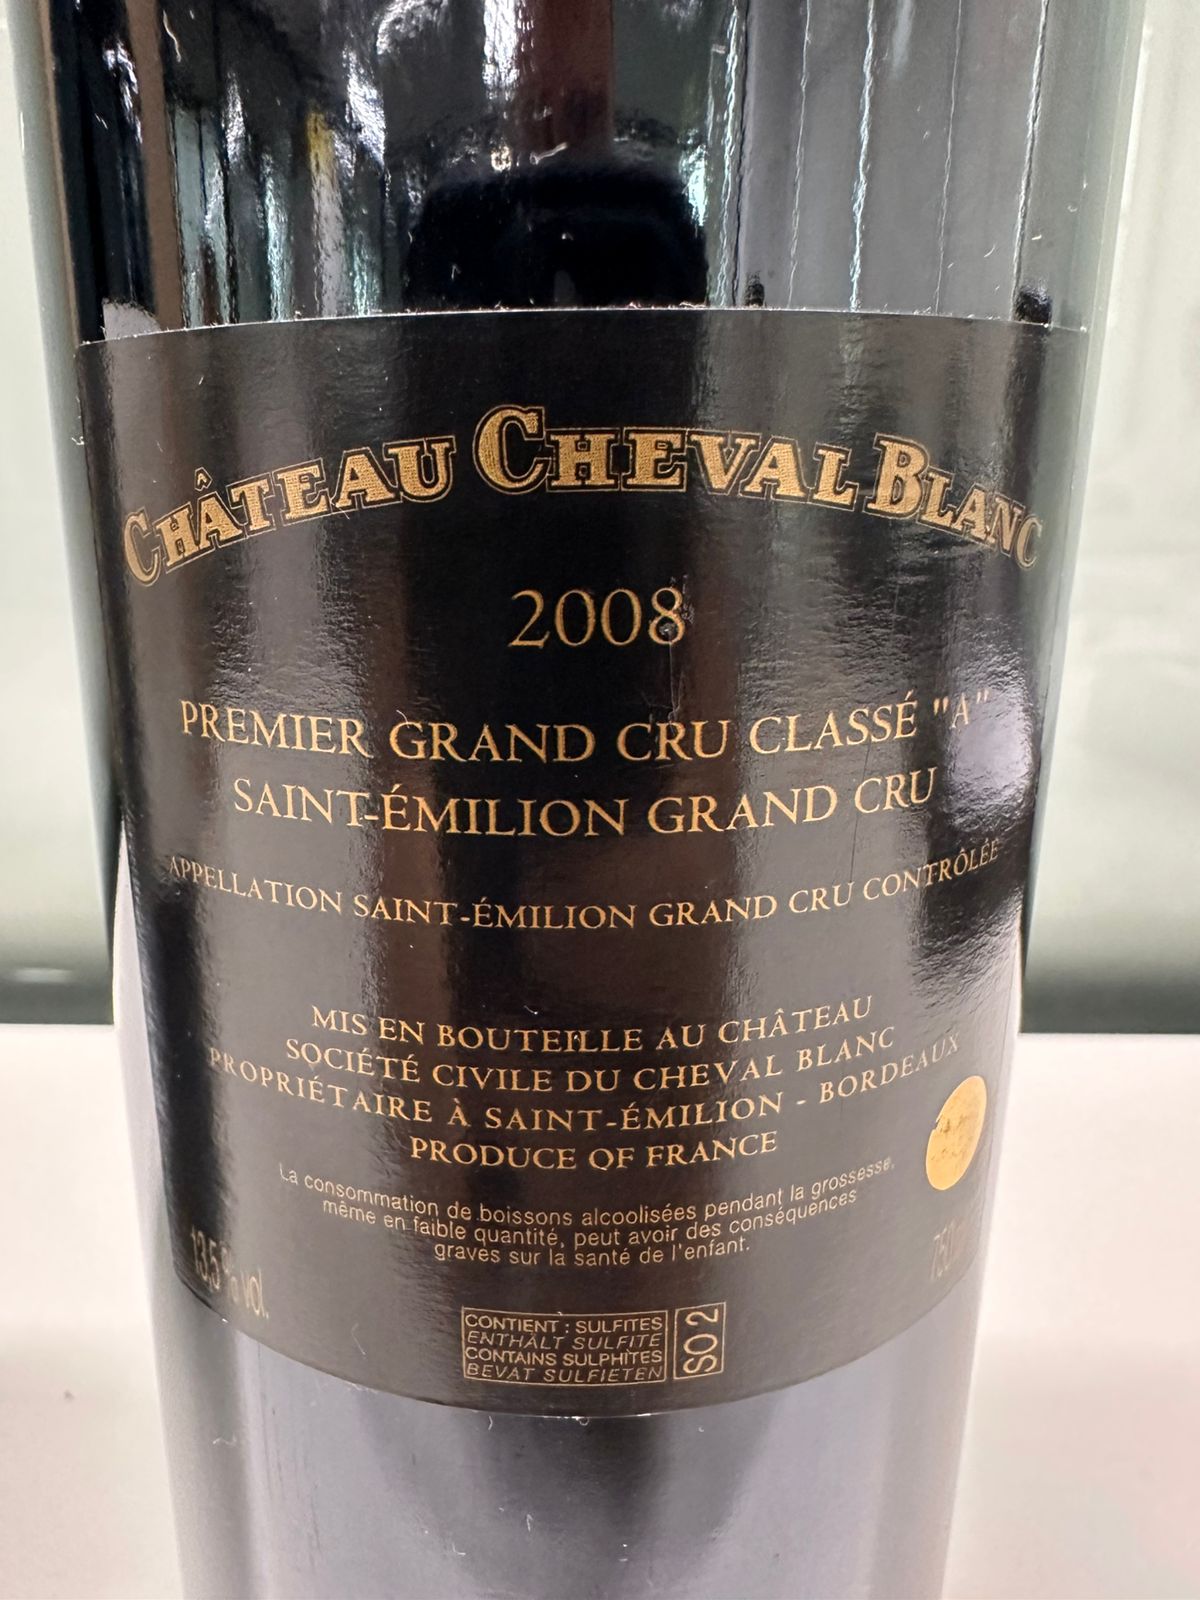 CHÂTEAU CHEVAL BLANC
2008
PREMIER GRAND CRU CLASSÉ "A"
SAINT-ÉMILION GRAND CRU
APPELLATION SAINT-ÉMILION GRAND CRU CONTRÔLÉE
MIS EN BOUTEILLE AU CHÂTEAU
SOCIÉTÉ CIVILE DU CHEVAL BLANC
PROPRIÉTAIRE À SAINT-ÉMILION - BORDEAUX
PRODUCE OF FRANCE
La consommation de boissons alcoolisées pendant la grossesse,
même en faible quantité, peut avoir des conséquences
graves sur la santé de l'enfant.
13,5 % vol.
CONTIENT : SULFITES
ENTHÄLT SULFITE
CONTAINS SULPHITES
BEVAT SULFIETEN
SO2